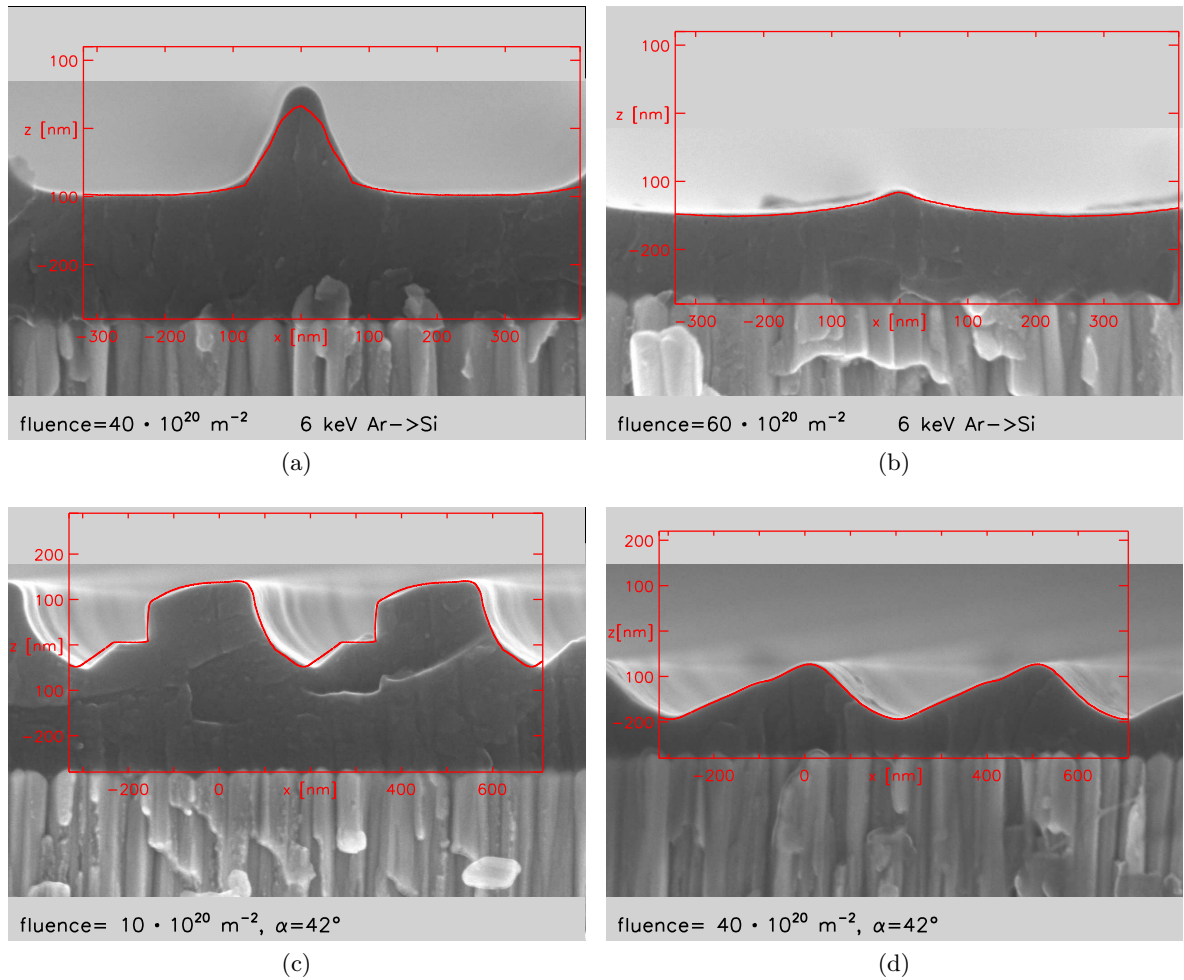 100
z [nm]
100
−200
−300 −200 100 0 100 200 300
x [nm]
fluence=40 • 10²⁰ m⁻² 6 keV Ar−>Si
(a)
100
z [nm]
100
−200
−300 −200 100 0 100 200 300
x [nm]
fluence=60 • 10²⁰ m⁻² 6 keV Ar−>Si
(b)
200
100
z [nm]
100
−200
−200 0 x [nm] 400 600
fluence= 10 • 10²⁰ m⁻², α=42°
(c)
200
100
z[nm]
100
−200
−200 0 x [nm] 400 600
fluence= 40 • 10²⁰ m⁻², α=42°
(d)